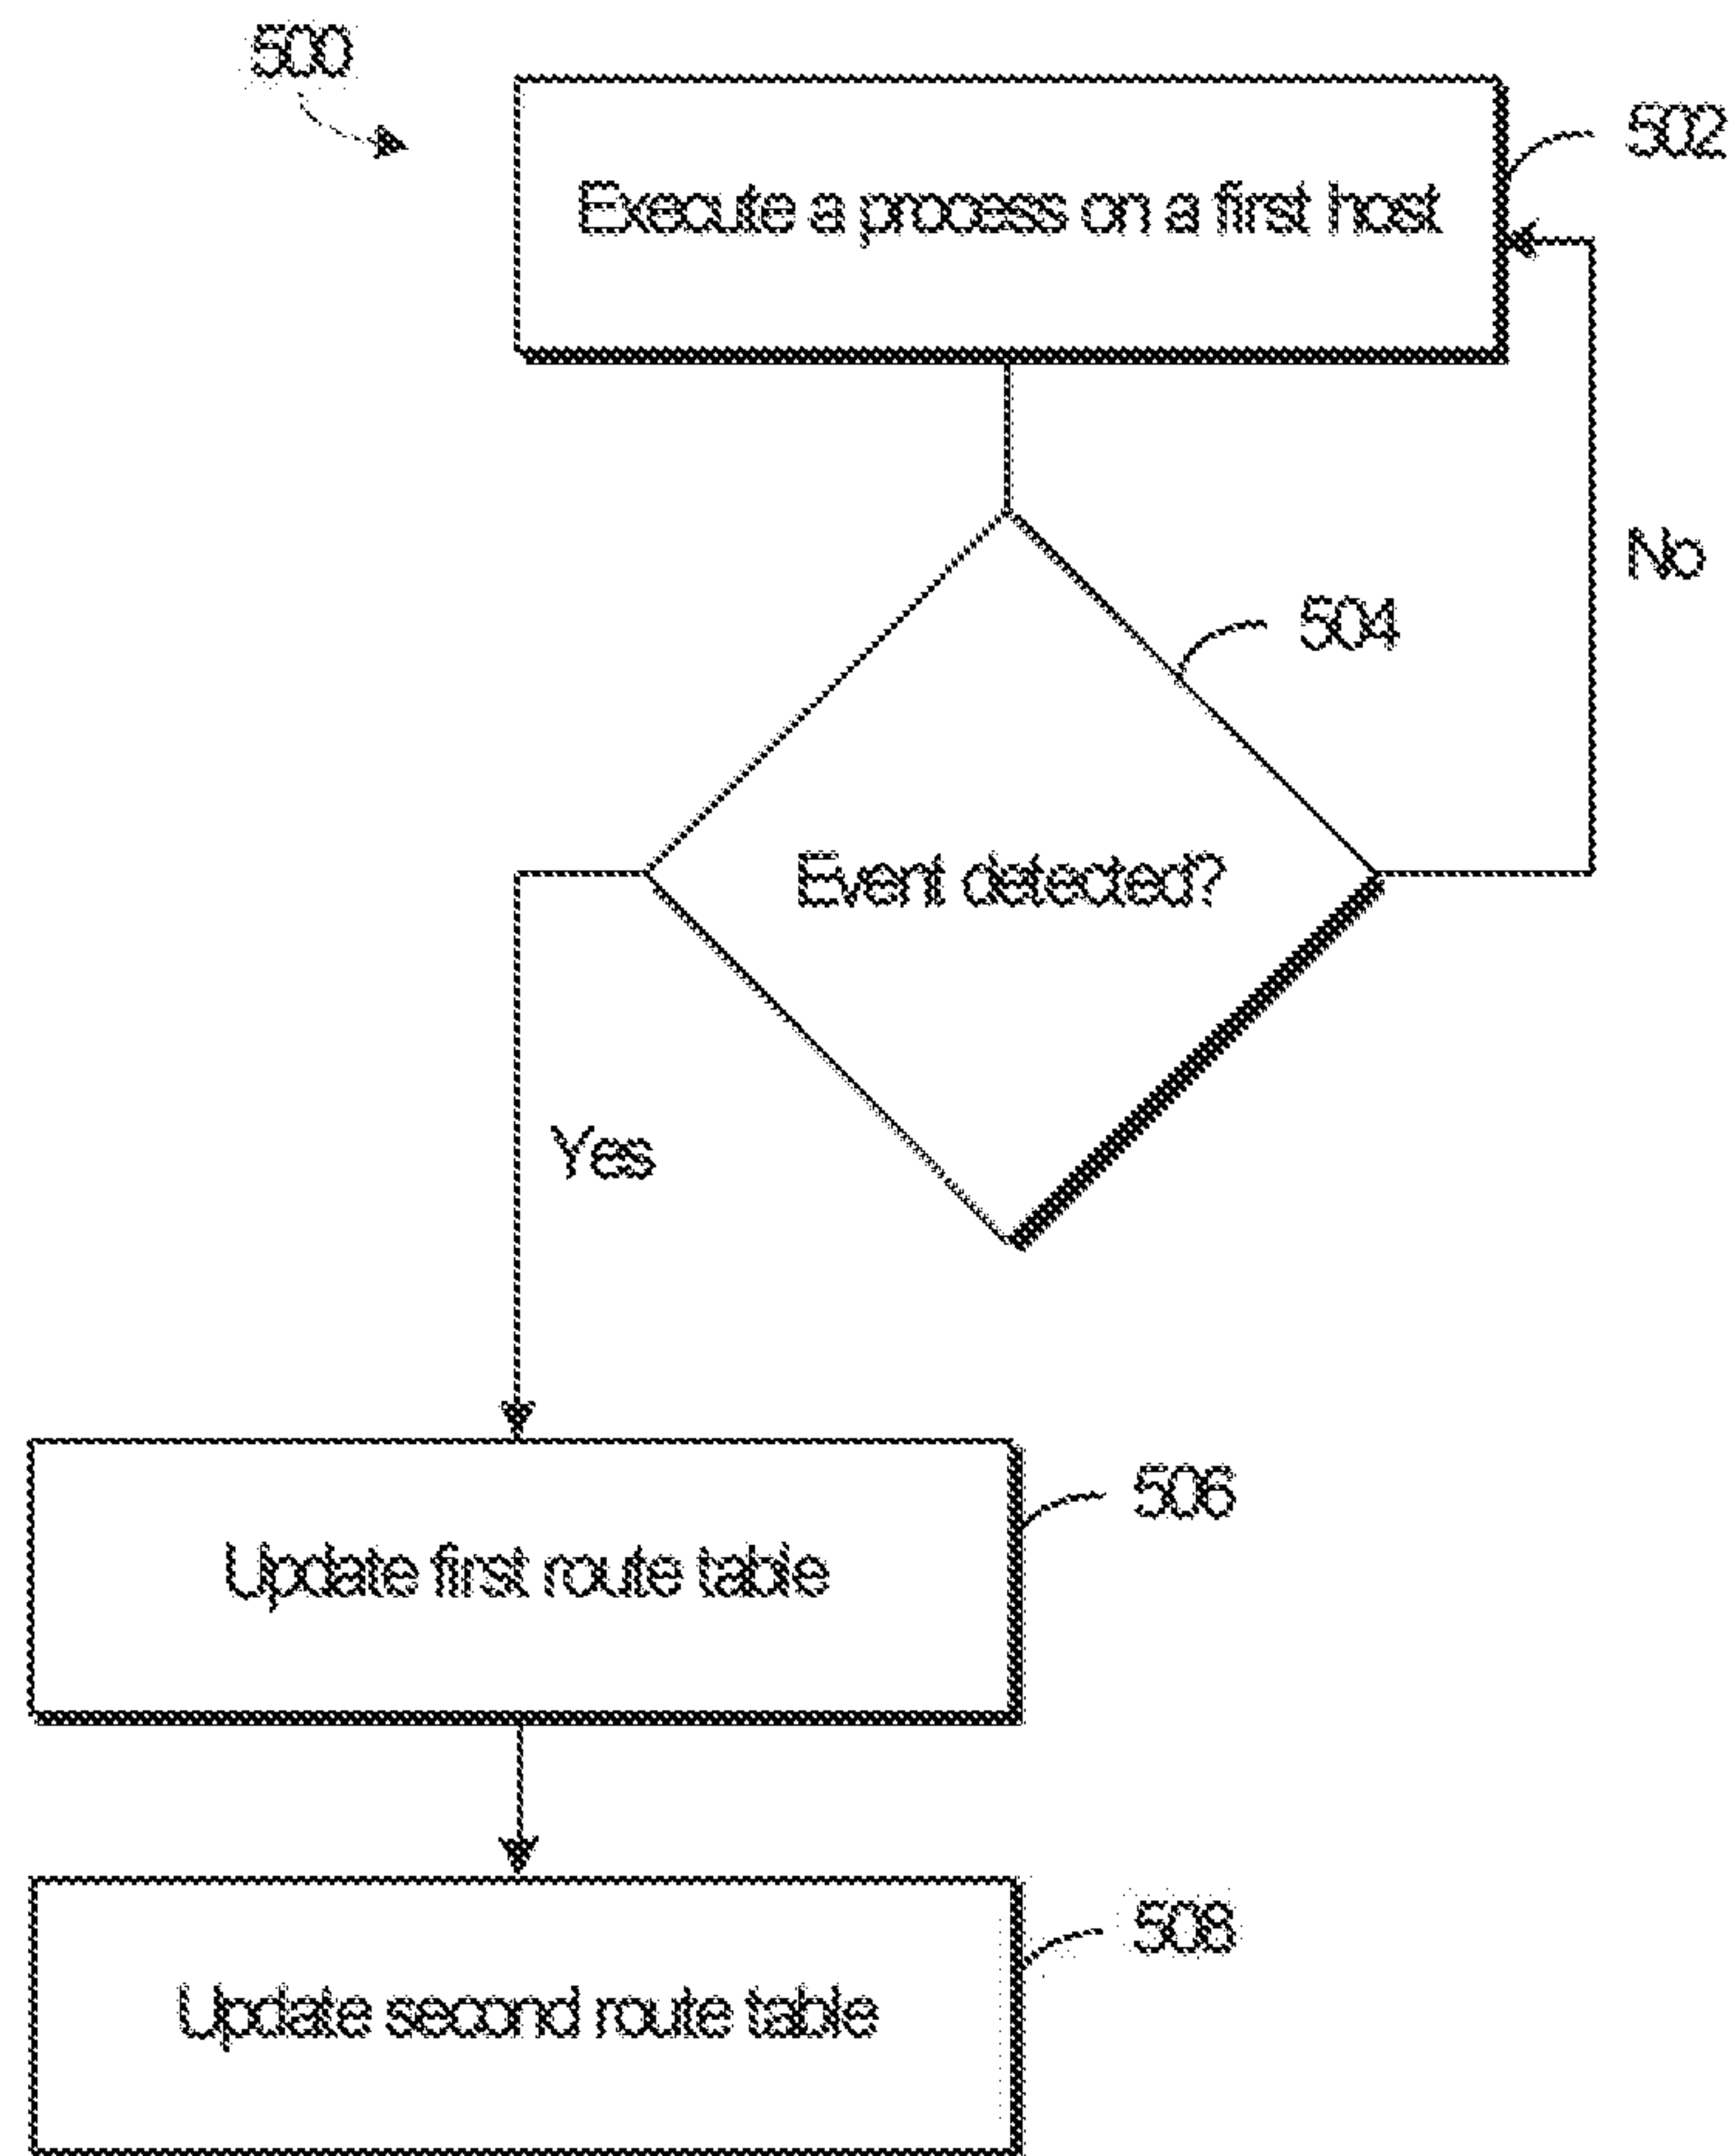 500
502
Execute a process on a first host
No
504
Event detected?
Yes
506
Update first route table
508
Update second route table